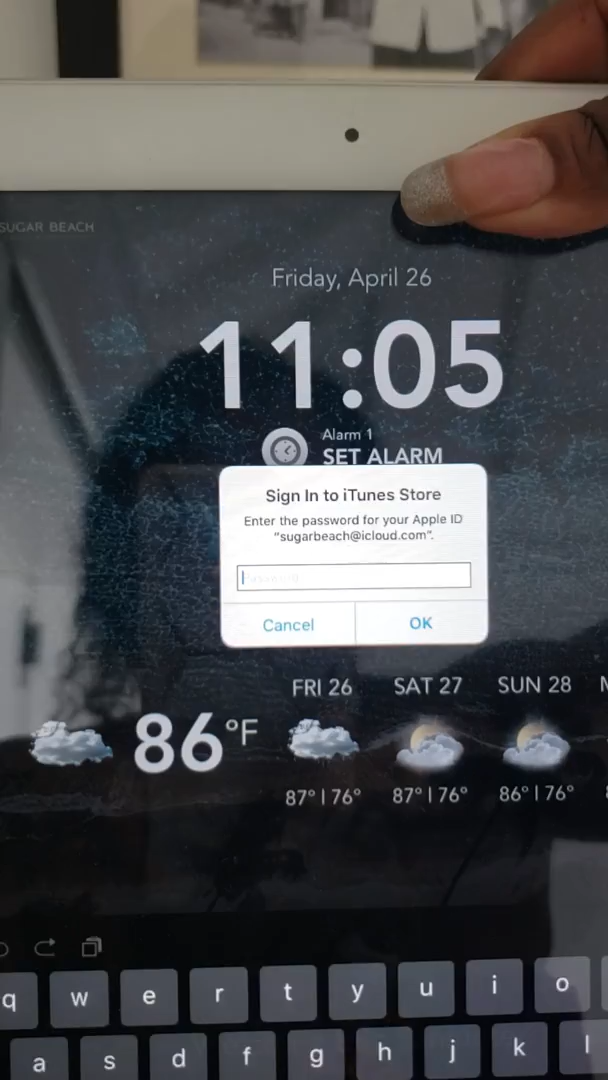 SUGAR BEACH
Friday, April 26
11:05
Alarm 1
SET ALARM
Sign In to iTunes Store
Enter the password for your Apple ID
“sugarbeach@icloud.com”.
Password
Cancel OK
FRI 26 SAT 27 SUN 28 M
86°F
87° | 76° 87° | 76° 86° | 76°
q w e r t y u i o
a s d f g h j k l